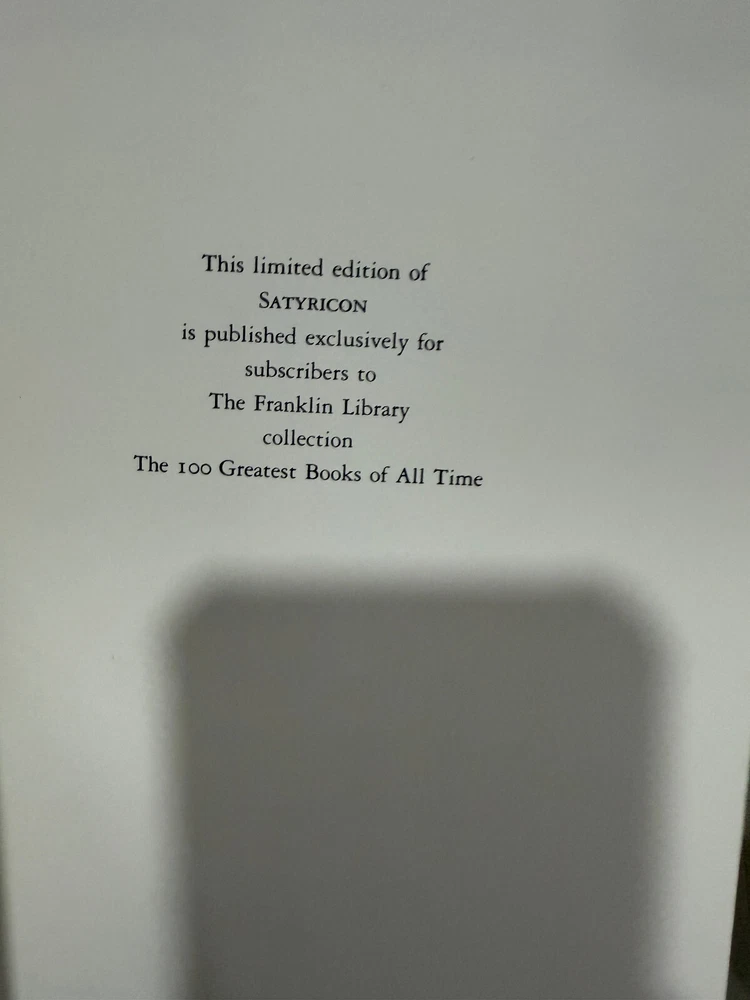 This limited edition of
SATYRICON
is published exclusively for
subscribers to
The Franklin Library
collection
The 100 Greatest Books of All Time